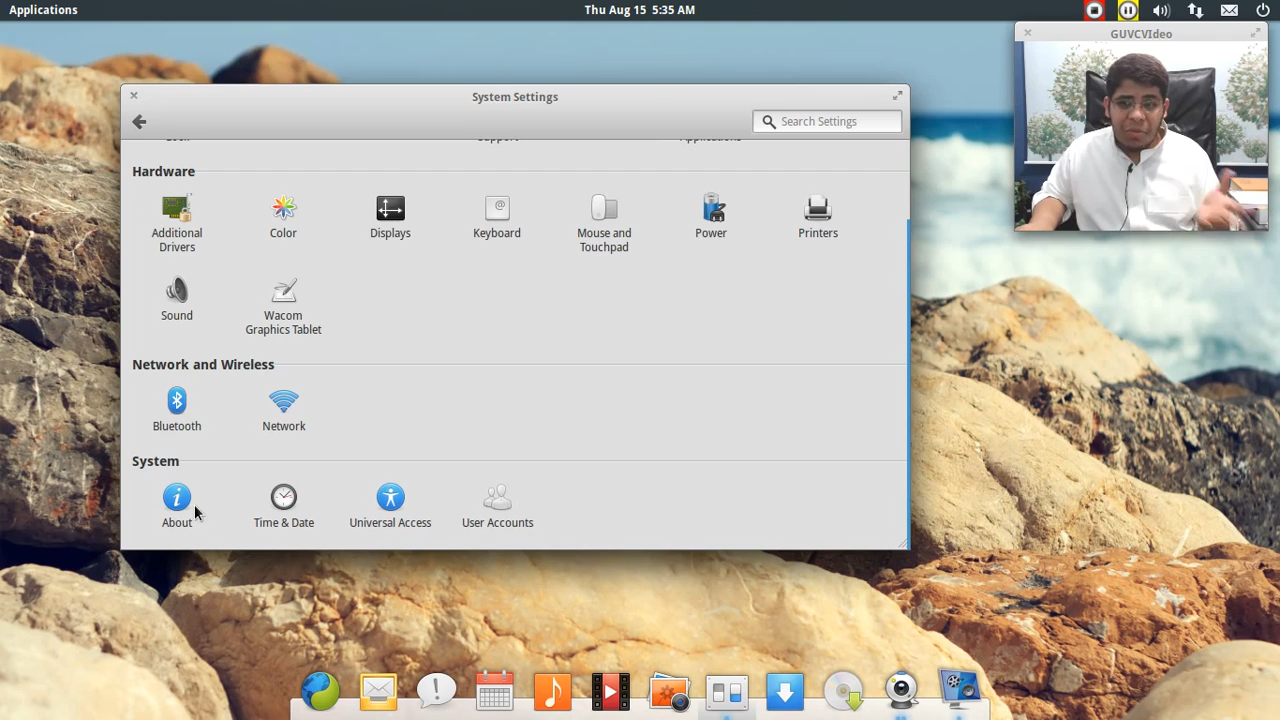 Applications
Thu Aug 15 5:35 AM
GUVCVIdeo
System Settings
Search Settings
Support
Applications
Hardware
Additional Drivers
Color
Displays
Keyboard
Mouse and Touchpad
Power
Printers
Sound
Wacom Graphics Tablet
Network and Wireless
Bluetooth
Network
System
About
Time & Date
Universal Access
User Accounts